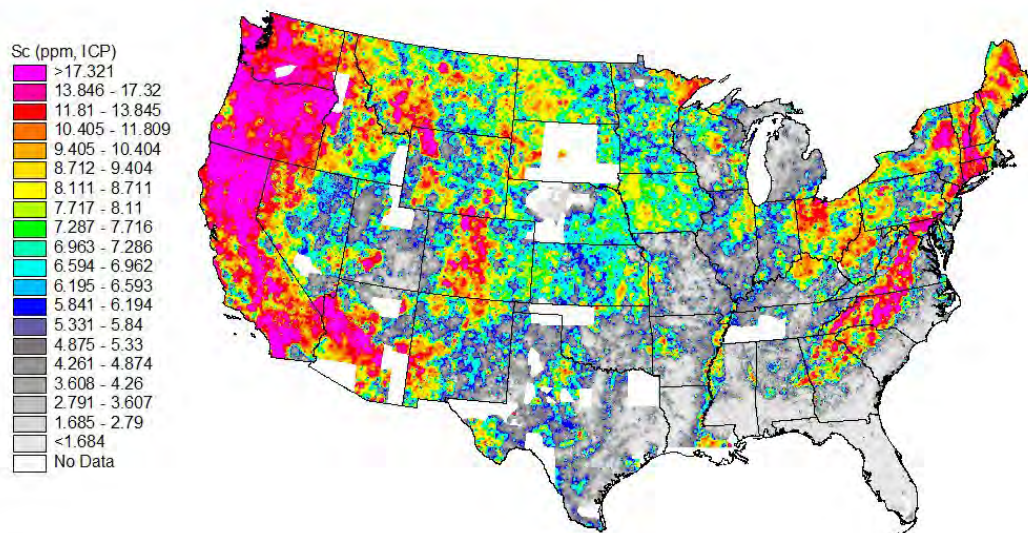 Sc (ppm, ICP)
>17.321
13.846 - 17.32
11.81 - 13.845
10.405 - 11.809
9.405 - 10.404
8.712 - 9.404
8.111 - 8.711
7.717 - 8.11
7.287 - 7.716
6.963 - 7.286
6.594 - 6.962
6.195 - 6.593
5.841 - 6.194
5.331 - 5.84
4.875 - 5.33
4.261 - 4.874
3.608 - 4.26
2.791 - 3.607
1.685 - 2.79
<1.684
No Data